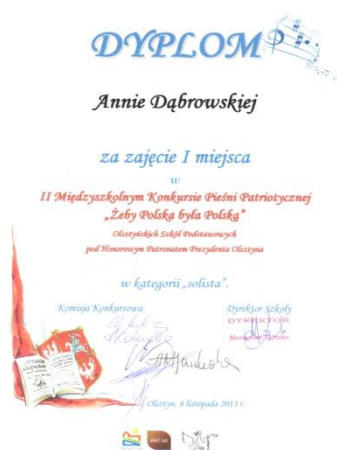 DYPLOM
Annie Dąbrowskiej
za zajęcie I miejsca
w
II Międzyszkolnym Konkursie Pieśni Patriotycznej
„Żeby Polska była Polską”
Olsztyńskich Szkół Podstawowych
pod Honorowym Patronatem Prezydenta Olsztyna
w kategorii „solista”.
Komisja Konkursowa
Dyrektor Szkoły
DYREKTOR
Olsztyn, 8 listopada 2013 r.